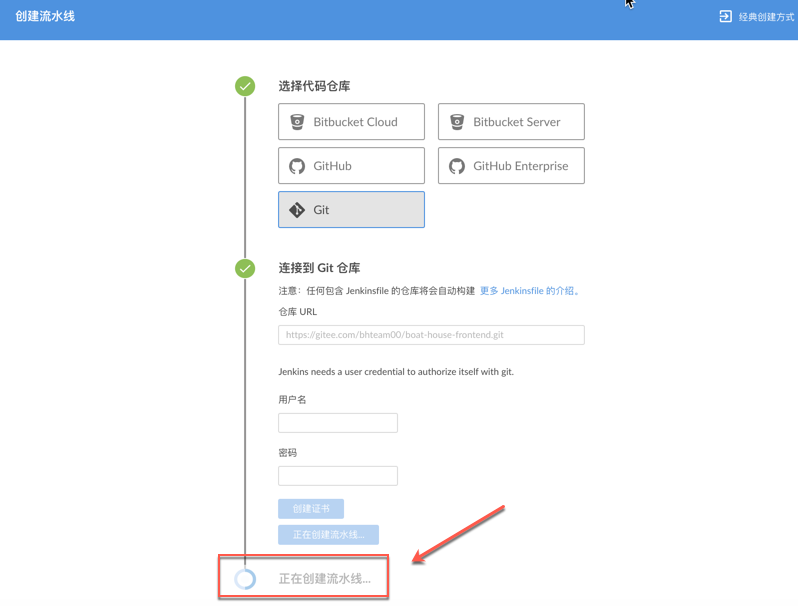 创建流水线
经典创建方式
选择代码仓库
Bitbucket Cloud
Bitbucket Server
GitHub
GitHub Enterprise
Git
连接到 Git 仓库
注意：任何包含 Jenkinsfile 的仓库将会自动构建 更多 Jenkinsfile 的介绍。
仓库 URL
https://gitee.com/bhteam00/boat-house-frontend.git
Jenkins needs a user credential to authorize itself with git.
用户名
密码
创建证书
正在创建流水线...
正在创建流水线...